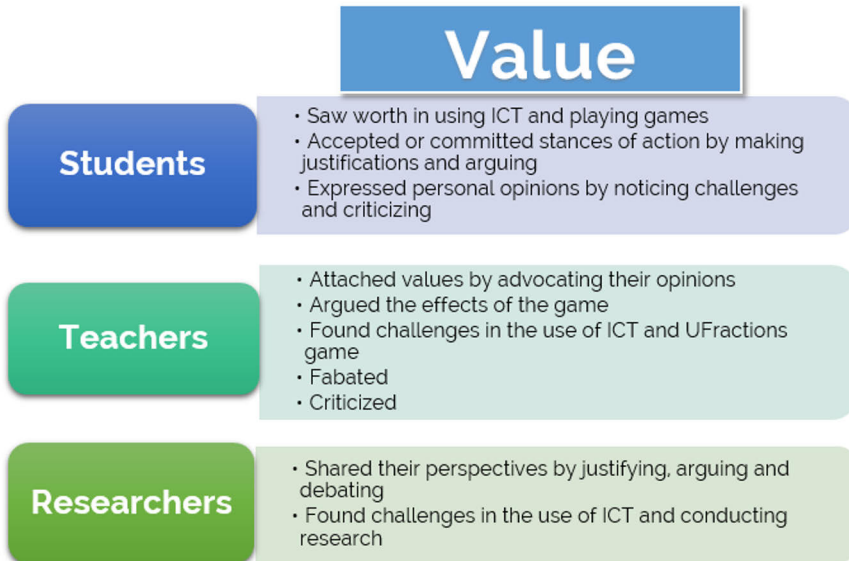 Value
Students
• Saw worth in using ICT and playing games
• Accepted or committed stances of action by making
justifications and arguing
• Expressed personal opinions by noticing challenges
and criticizing
Teachers
• Attached values by advocating their opinions
• Argued the effects of the game
• Found challenges in the use of ICT and UFractions
game
• Fabated
• Criticized
Researchers
• Shared their perspectives by justifying, arguing and
debating
• Found challenges in the use of ICT and conducting
research